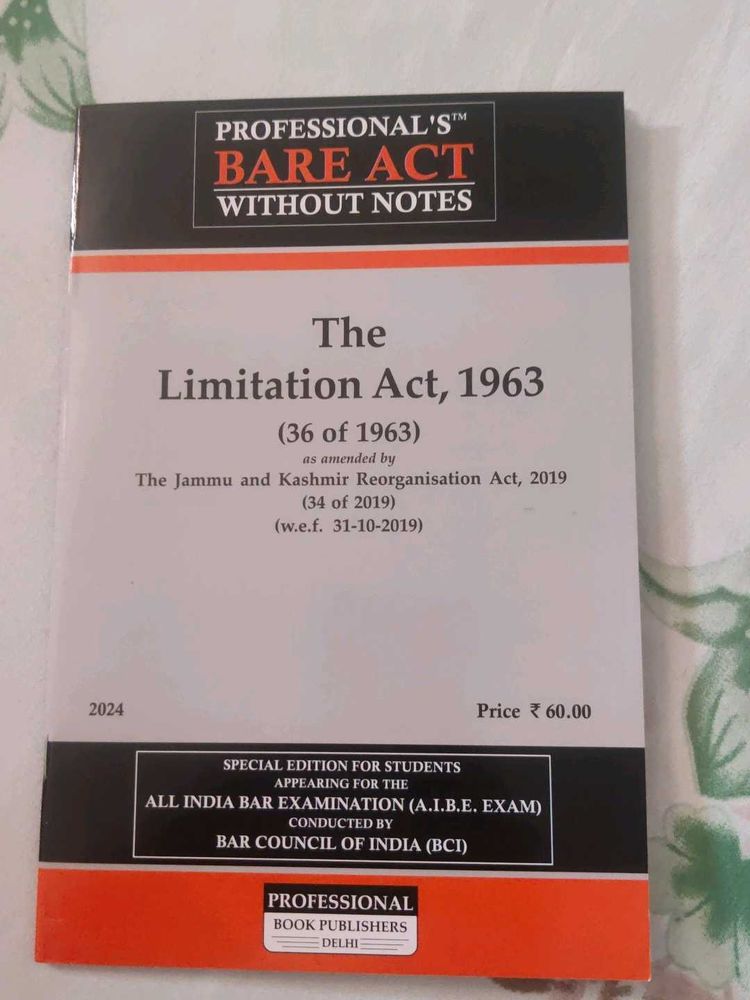 PROFESSIONAL'S™
BARE ACT
WITHOUT NOTES
The
Limitation Act, 1963
(36 of 1963)
as amended by
The Jammu and Kashmir Reorganisation Act, 2019
(34 of 2019)
(w.e.f. 31-10-2019)
2024
Price ₹ 60.00
SPECIAL EDITION FOR STUDENTS
APPEARING FOR THE
ALL INDIA BAR EXAMINATION (A.I.B.E. EXAM)
CONDUCTED BY
BAR COUNCIL OF INDIA (BCI)
PROFESSIONAL
BOOK PUBLISHERS
DELHI